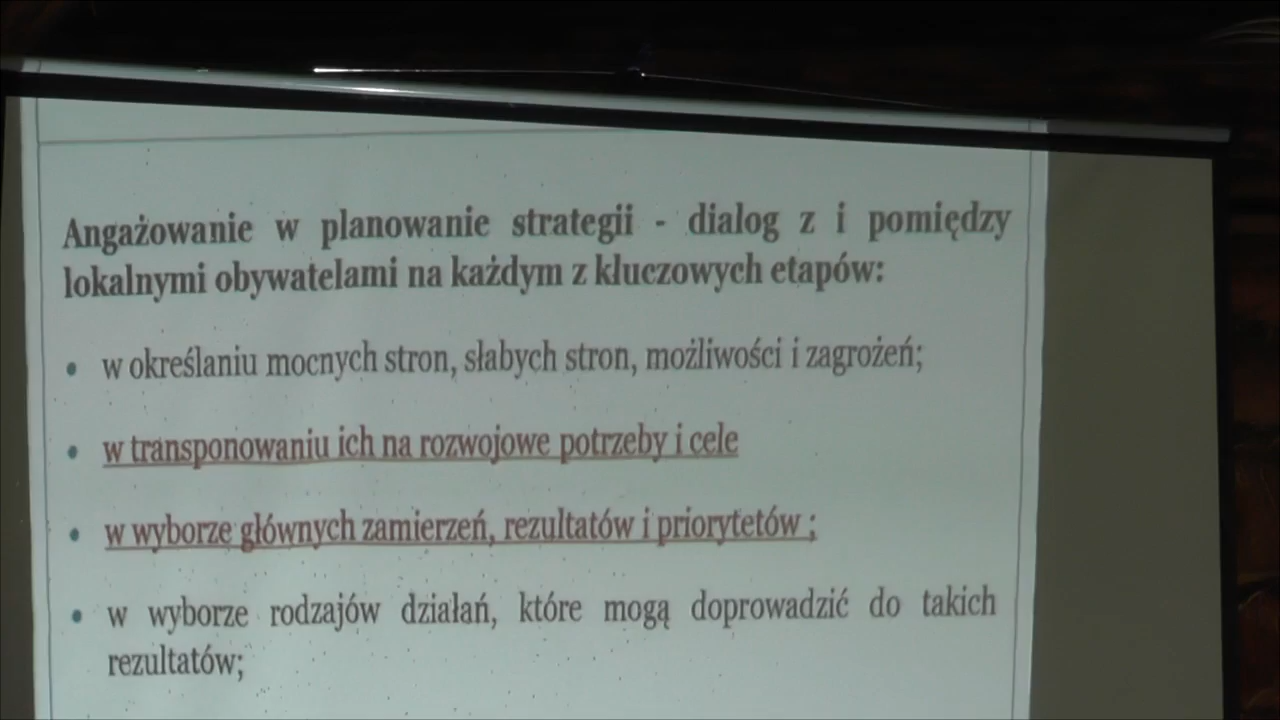 Angażowanie w planowanie strategii - dialog z i pomiędzy
lokalnymi obywatelami na każdym z kluczowych etapów:
• w określaniu mocnych stron, słabych stron, możliwości i zagrożeń;
• w transponowaniu ich na rozwojowe potrzeby i cele
• w wyborze głównych zamierzeń, rezultatów i priorytetów ;
• w wyborze rodzajów działań, które mogą doprowadzić do takich
rezultatów;